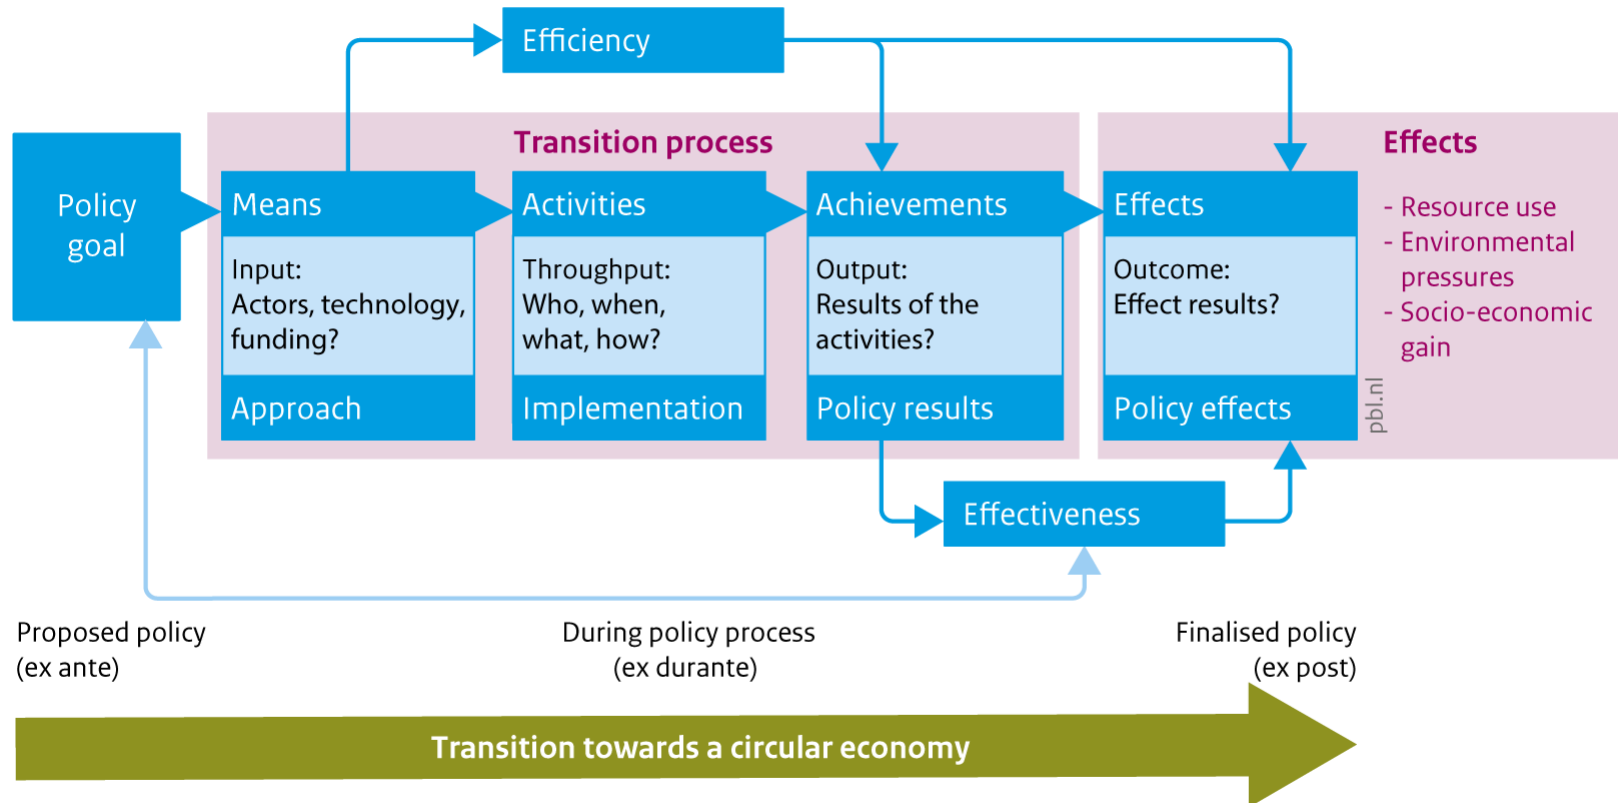 Efficiency
Transition process
Effects
Policy
goal
Means
Input:
Actors, technology,
funding?
Approach
Activities
Throughput:
Who, when,
what, how?
Implementation
Achievements
Output:
Results of the
activities?
Policy results
Effects
Outcome:
Effect results?
Policy effects
- Resource use
- Environmental
pressures
- Socio-economic
gain
pbl.nl
Effectiveness
Proposed policy
(ex ante)
During policy process
(ex durante)
Finalised policy
(ex post)
Transition towards a circular economy